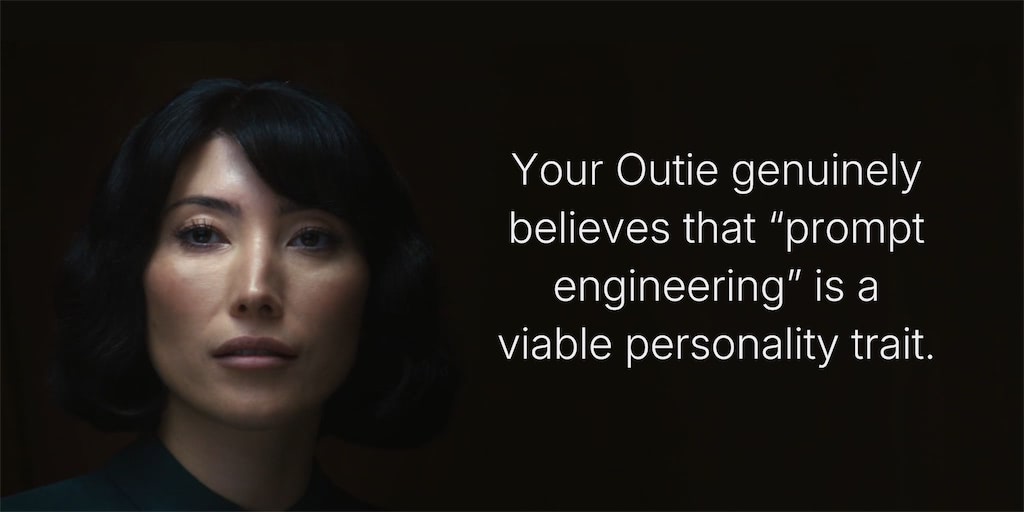 Your Outie genuinely
believes that “prompt
engineering” is a
viable personality trait.